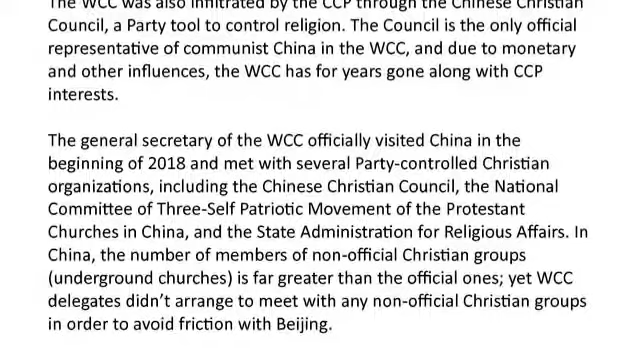 The WCC was also infiltrated by the CCP through the Chinese Christian
Council, a Party tool to control religion. The Council is the only official
representative of communist China in the WCC, and due to monetary
and other influences, the WCC has for years gone along with CCP
interests.
The general secretary of the WCC officially visited China in the
beginning of 2018 and met with several Party-controlled Christian
organizations, including the Chinese Christian Council, the National
Committee of Three-Self Patriotic Movement of the Protestant
Churches in China, and the State Administration for Religious Affairs. In
China, the number of members of non-official Christian groups
(underground churches) is far greater than the official ones; yet WCC
delegates didn’t arrange to meet with any non-official Christian groups
in order to avoid friction with Beijing.